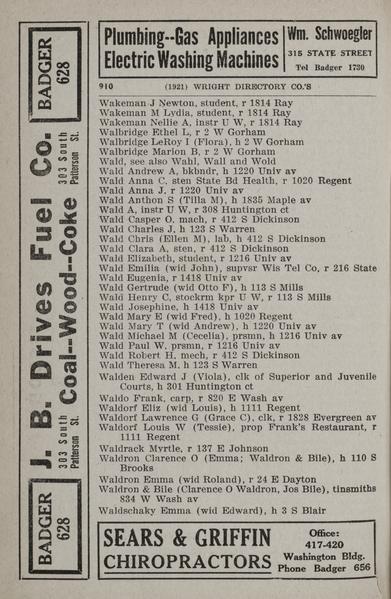 Plumbing--Gas Appliances
Electric Washing Machines
Wm. Schwoegler
315 STATE STREET
Tel Badger 1730
910 (1921) WRIGHT DIRECTORY CO.'S
Wakeman J Newton, student, r 1814 Ray
Wakeman M Lydia, student, r 1814 Ray
Wakeman Nellie A, instr U W, r 1814 Ray
Walbridge Ethel L, r 2 W Gorham
Walbridge LeRoy I (Flora), h 2 W Gorham
Walbridge Marion B, r 2 W Gorham
Wald, see also Wahl, Wall and Wold
Wald Andrew A, bkbndr, h 1220 Univ av
Wald Anna C, sten State Bd Health, r 1020 Regent
Wald Anna J, r 1220 Univ av
Wald Anthon S (Tilla M), h 1835 Maple av
Wald A, instr U W, r 308 Huntington ct
Wald Casper O, mach, r 412 S Dickinson
Wald Charles J, h 123 S Warren
Wald Chris (Ellen M), lab, h 412 S Dickinson
Wald Clara A, sten, r 412 S Dickinson
Wald Elizabeth, student, r 1216 Univ av
Wald Emilia (wid John), supvsr Wis Tel Co, r 216 State
Wald Eugenia, r 1418 Univ av
Wald Gertrude (wid Otto F), h 113 S Mills
Wald Henry C, stockrm kpr U W, r 113 S Mills
Wald Josephine, h 1418 Univ av
Wald Mary E (wid Fred), h 1020 Regent
Wald Mary T (wid Andrew), h 1220 Univ av
Wald Michael M (Cecelia), prsmn, h 1216 Univ av
Wald Paul W, prsmn, r 1216 Univ av
Wald Robert H, mech, r 412 S Dickinson
Wald Theresa M, h 123 S Warren
Walden Edward J (Viola), clk of Superior and Juvenile
Courts, h 301 Huntington ct
Waldo Frank, carp, r 820 E Wash av
Waldorf Eliz (wid Louis), h 1111 Regent
Waldorf Lawrence G (Grace C), clk, r 1828 Evergreen av
Waldorf Louis W (Tessie), prop Frank's Restaurant, r
1111 Regent
Waldrack Myrtle, r 137 E Johnson
Waldron Clarence O (Emma; Waldron & Bile), h 110 S
Brooks
Waldron Emma (wid Roland), r 24 E Dayton
Waldron & Bile (Clarence O Waldron, Jos Bile), tinsmiths
834 W Wash av
Waldschaky Emma (wid Edward), h 3 S Blair
SEARS & GRIFFIN
CHIROPRACTORS
Office:
417-420
Washington Bldg.
Phone Badger 656
BADGER
628
J. B. Drives Fuel Co.
303 South
Patterson St.
Coal--Wood--Coke
303 South
Patterson St.
BADGER
628